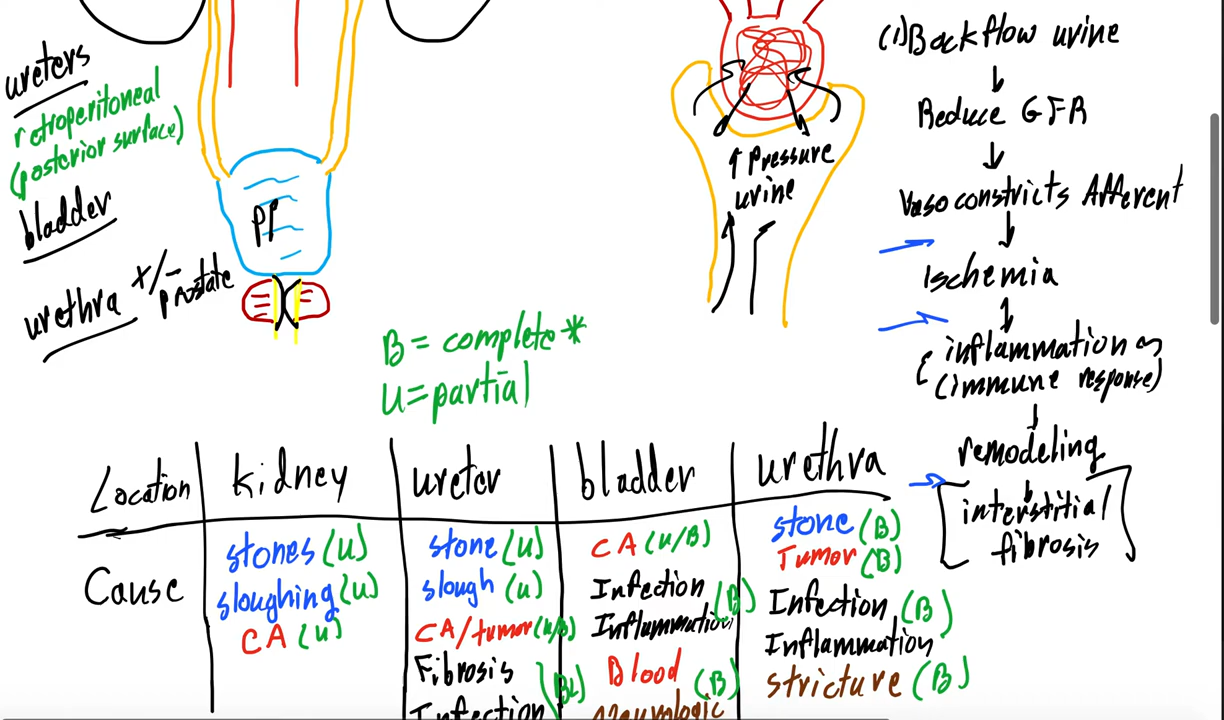 ureters
retroperitoneal
(posterior surface)
bladder
urethra +/- prostate
↑ Pressure
urine
(1) Backflow urine
↓
Reduce GFR
↓
Vasoconstricts Afferent
↓
Ischemia
inflammation
(immune response)
↓
remodeling
↓
interstitial
fibrosis
B = complete *
U = partial
Location kidney ureter bladder urethra
Cause
stones (U)
sloughing (U)
CA (U)
stone (U)
slough (U)
CA/tumor (U/B)
Fibrosis
Infection
CA (U/B)
Infection
Inflammation (B)
Blood (B)
Neurologic
stone (B)
Tumor (B)
Infection (B)
Inflammation
stricture (B)